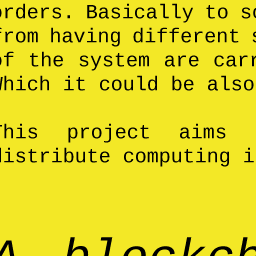 orders. Basically to so
from having different s
of the system are carr
Which it could be also
This project aims
distribute computing i
A blockch